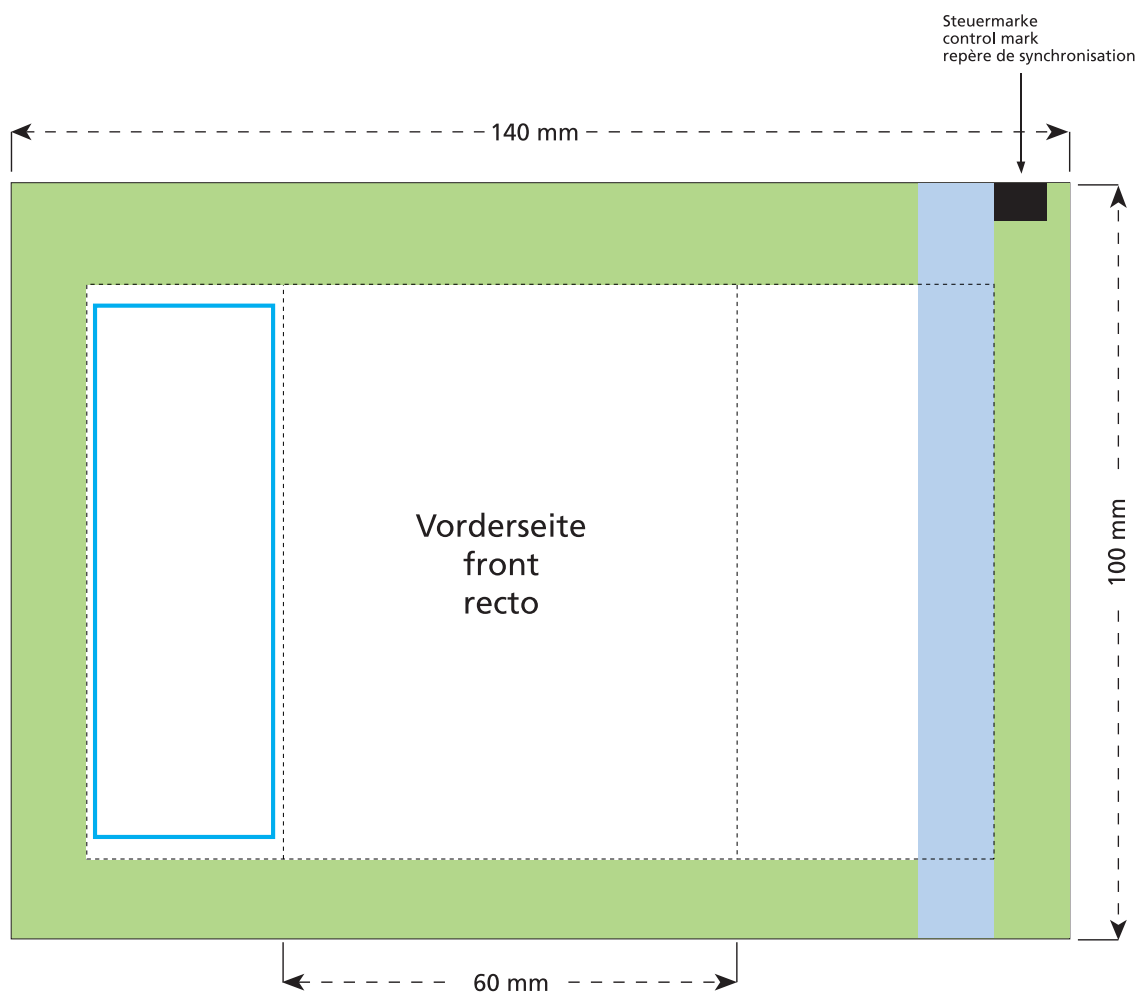 Steuermarke
control mark
repère de synchronisation
140 mm
Vorderseite
front
recto
100 mm
60 mm